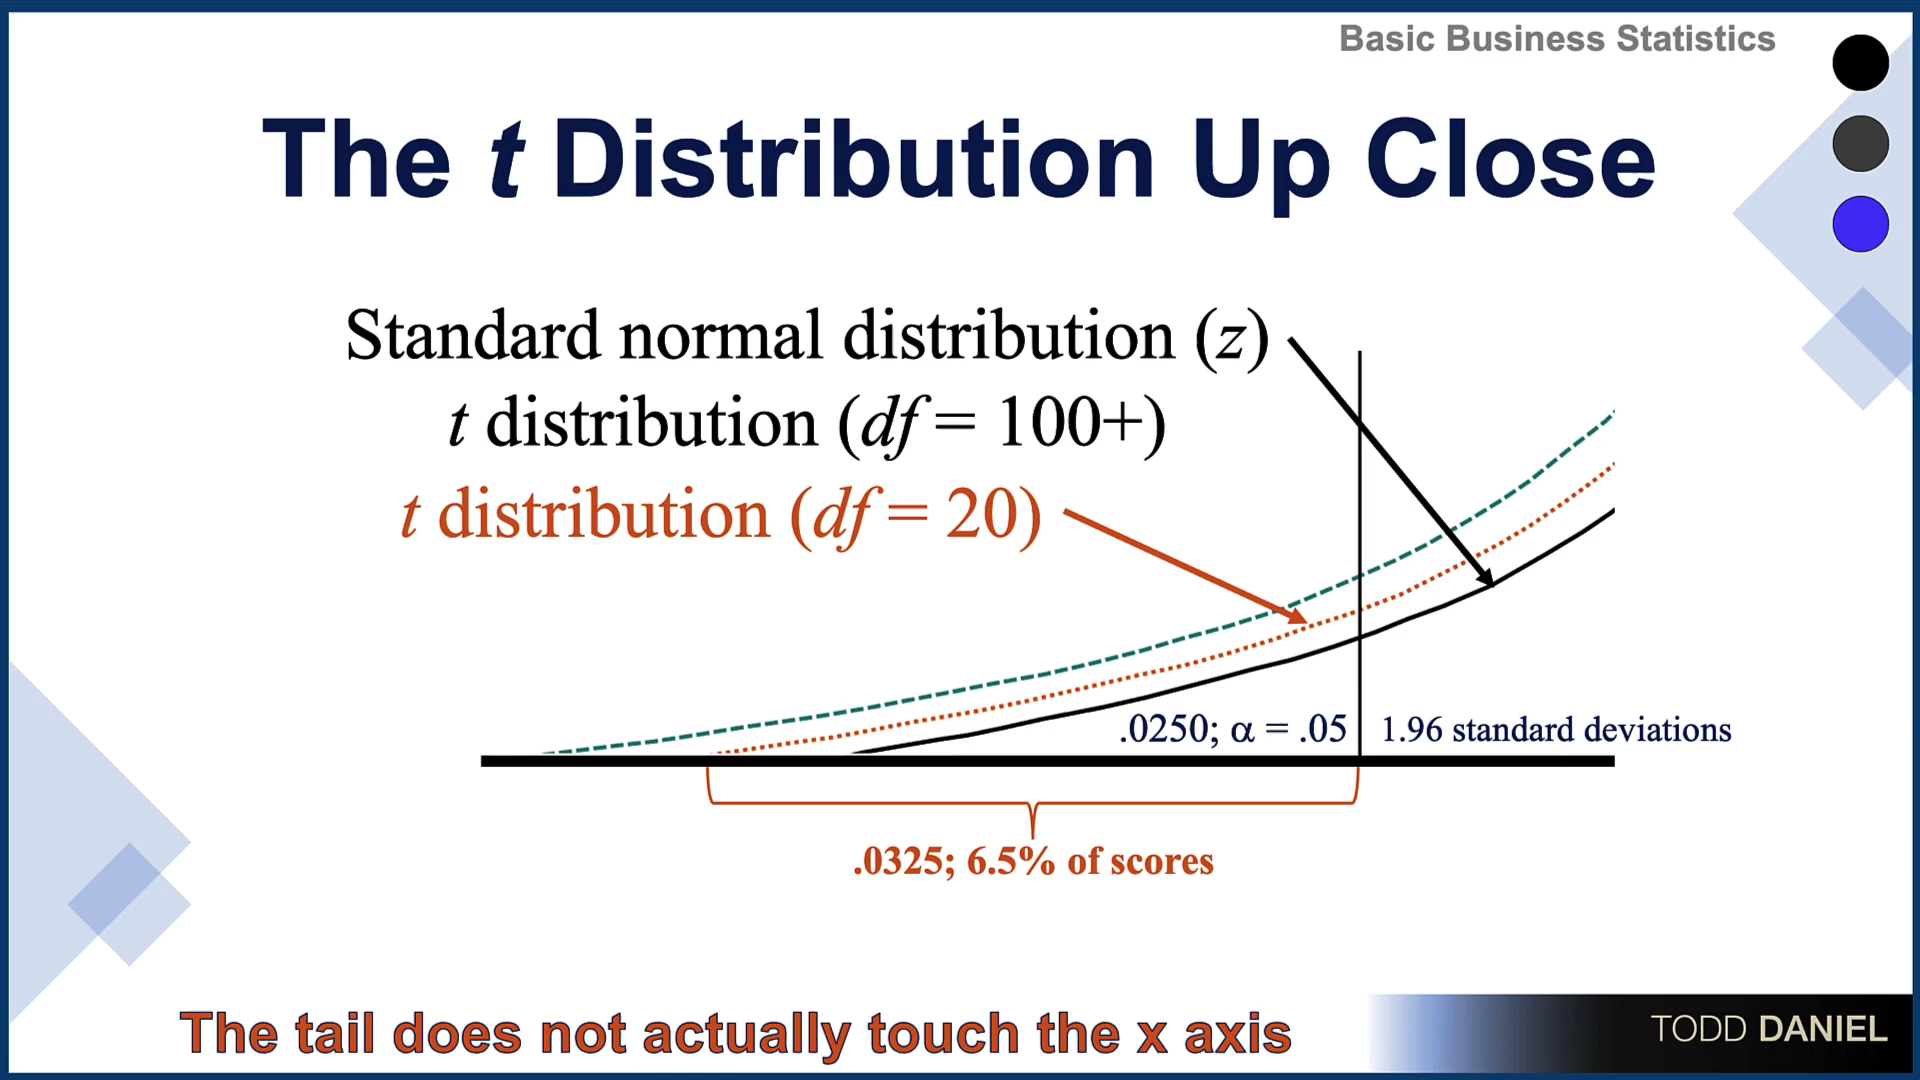 Basic Business Statistics
The t Distribution Up Close
Standard normal distribution (z)
t distribution (df = 100+)
t distribution (df = 20)
.0250; α = .05
1.96 standard deviations
.0325; 6.5% of scores
The tail does not actually touch the x axis
TODD DANIEL